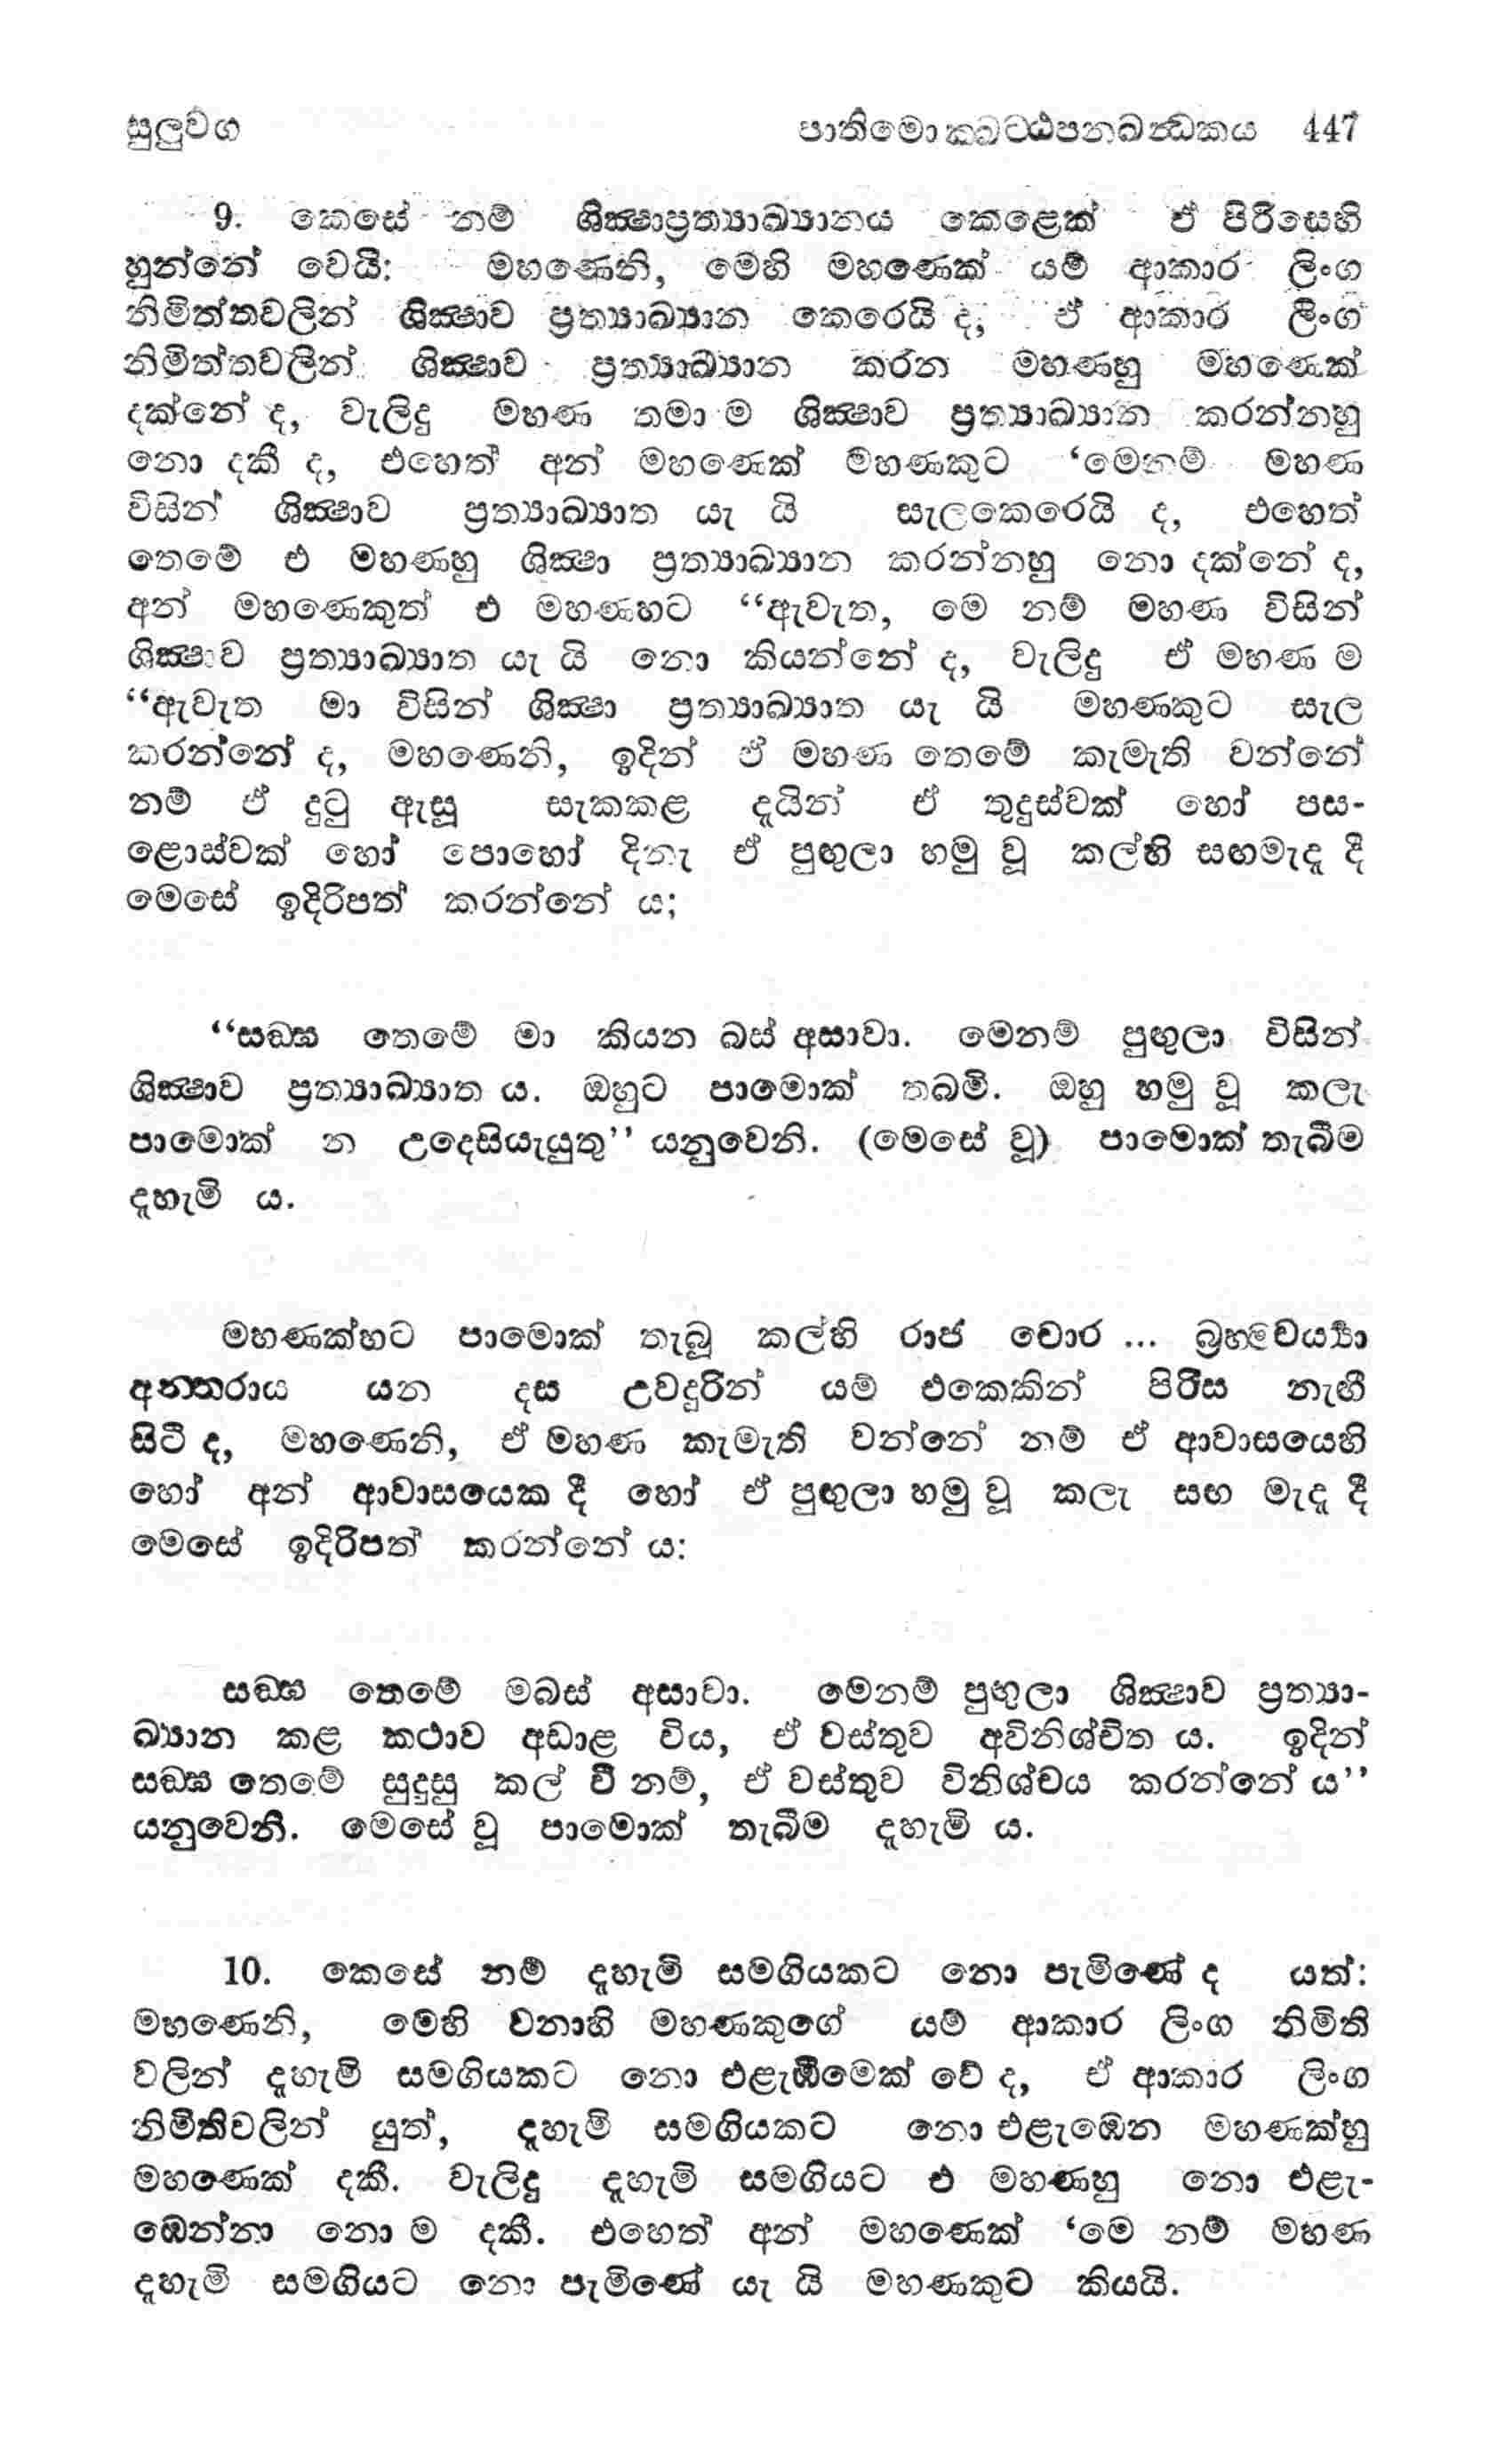 සුලුවග පාතිමොක්ඛට්ඨපනඛන්ධකය 447
9. කෙසේ නම් ශික්‍ෂාප්‍රත්‍යාඛ්‍යානය කෙළෙක් ඒ පිරිසෙහි
හුන්නේ වෙයි: මහණෙනි, මෙහි මහණෙක් යම් ආකාර ලිංග
නිමිත්තවලින් ශික්‍ෂාව ප්‍රත්‍යාඛ්‍යාන කෙරෙයි ද, ඒ ආකාර ලිංග
නිමිත්තවලින් ශික්‍ෂාව ප්‍රත්‍යාඛ්‍යාන කරන මහණහු මහණෙක්
දක්නේ ද, වැලිදු මහණ තමා ම ශික්‍ෂාව ප්‍රත්‍යාඛ්‍යාන කරන්නහු
නො දකී ද, එහෙත් අන් මහණෙක් මහණකුට ‘මෙනම් මහණ
විසින් ශික්‍ෂාව ප්‍රත්‍යාඛ්‍යාත යැ යි සැලකෙරෙයි ද, එහෙත්
තෙමේ එ මහණහු ශික්‍ෂා ප්‍රත්‍යාඛ්‍යාන කරන්නහු නො දක්නේ ද,
අන් මහණෙකුත් එ මහණහට “ඇවැත, මෙ නම් මහණ විසින්
ශික්‍ෂාව ප්‍රත්‍යාඛ්‍යාත යැ යි නො කියන්නේ ද, වැලිදු ඒ මහණ ම
“ඇවැත මා විසින් ශික්‍ෂා ප්‍රත්‍යාඛ්‍යාත යැ යි මහණකුට සැල
කරන්නේ ද, මහණෙනි, ඉදින් ඒ මහණ තෙමේ කැමැති වන්නේ
නම් ඒ දුටු ඇසූ සැකකළ දෑයින් ඒ තුදුස්වක් හෝ පස-
ළොස්වක් හෝ පොහෝ දිනැ ඒ පුඟුලා හමු වූ කල්හි සඟමැදෑ දී
මෙසේ ඉදිරිපත් කරන්නේ ය;
“සඞ්ඝ තෙමේ මා කියන බස් අසාවා. මෙනම් පුඟුලා විසින්
ශික්‍ෂාව ප්‍රත්‍යාඛ්‍යාත ය. ඔහුට පාමොක් තබමි. ඔහු හමු වූ කලැ
පාමොක් න උදෙසියැයුතු” යනුවෙනි. (මෙසේ වූ) පාමොක් තැබීම
දැහැමි ය.
මහණක්හට පාමොක් තැබූ කල්හි රාජ චොර ... බ්‍රහ්මචර්‍ය්‍යා
අන්තරාය යන දස උවදුරින් යම් එකෙකින් පිරිස නැඟී
සිටී ද, මහණෙනි, ඒ මහණ කැමැති වන්නේ නම් ඒ ආවාසයෙහි
හෝ අන් ආවාසයෙක දී හෝ ඒ පුඟුලා හමු වූ කලැ සඟ මැදෑ දී
මෙසේ ඉදිරිපත් කරන්නේ ය:
සඞ්ඝ තෙමේ මබස් අසාවා. මෙනම් පුඟුලා ශික්‍ෂාව ප්‍රත්‍යා-
ඛ්‍යාන කළ කථාව අඩාළ විය, ඒ වස්තුව අවිනිශ්චිත ය. ඉදින්
සඞ්ඝ තෙමේ සුදුසු කල් වී නම්, ඒ වස්තුව විනිශ්චය කරන්නේ ය”
යනුවෙනි. මෙසේ වූ පාමොක් තැබීම දැහැමි ය.
10. කෙසේ නම් දැහැමි සමගියකට නො පැමිණේ ද යත්:
මහණෙනි, මෙහි වනාහි මහණකුගේ යම් ආකාර ලිංග නිමිති
වලින් දැහැමි සමගියකට නො එළැඹීමෙක් වේ ද, ඒ ආකාර ලිංග
නිමිතිවලින් යුත්, දැහැමි සමගියකට නො එළැඹෙන මහණක්හු
මහණෙක් දකී. වැලිදු දැහැමි සමගියට එ මහණහු නො එළැ-
ඹෙන්නා නො ම දකී. එහෙත් අන් මහණෙක් ‘මෙ නම් මහණ
දැහැමි සමගියට නො පැමිණේ යැ යි මහණකුට කියයි.